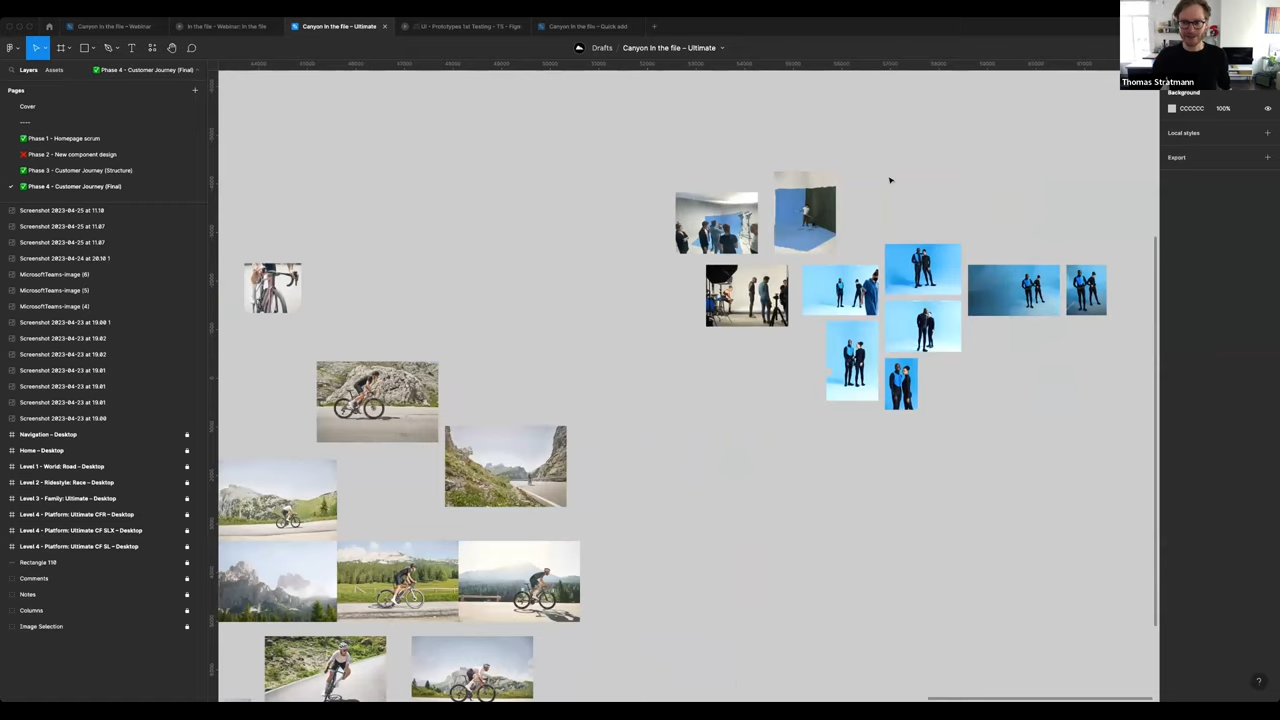 Canyon In the file – Webinar
In the file - Webinar: In the file
Canyon In the file – Ultimate
UI - Prototypes 1st Testing - TS - Figm
Canyon In the file – Quick add
Drafts
Canyon In the file – Ultimate
Thomas Stratmann
Layers
Assets
Phase 4 – Customer Journey (Final)
Pages
Cover
----
Phase 1 - Homepage scrum
Phase 2 – New component design
Phase 3 – Customer Journey (Structure)
Phase 4 – Customer Journey (Final)
Screenshot 2023-04-25 at 11.10
Screenshot 2023-04-25 at 11.07
Screenshot 2023-04-25 at 11.07
Screenshot 2023-04-24 at 20.10 1
MicrosoftTeams-image (6)
MicrosoftTeams-image (5)
MicrosoftTeams-image (4)
Screenshot 2023-04-23 at 19.00 1
Screenshot 2023-04-23 at 19.02
Screenshot 2023-04-23 at 19.02
Screenshot 2023-04-23 at 19.01
Screenshot 2023-04-23 at 19.01
Screenshot 2023-04-23 at 19.01
Screenshot 2023-04-23 at 19.00
Navigation – Desktop
Home – Desktop
Level 1 - World: Road – Desktop
Level 2 - Ridestyle: Race – Desktop
Level 3 - Family: Ultimate – Desktop
Level 4 - Platform: Ultimate CFR – Desktop
Level 4 - Platform: Ultimate CF SLX – Desktop
Level 4 - Platform: Ultimate CF SL – Desktop
Rectangle 110
Comments
Notes
Columns
Image Selection
Background
CCCCCC
100%
Local styles
Export
?